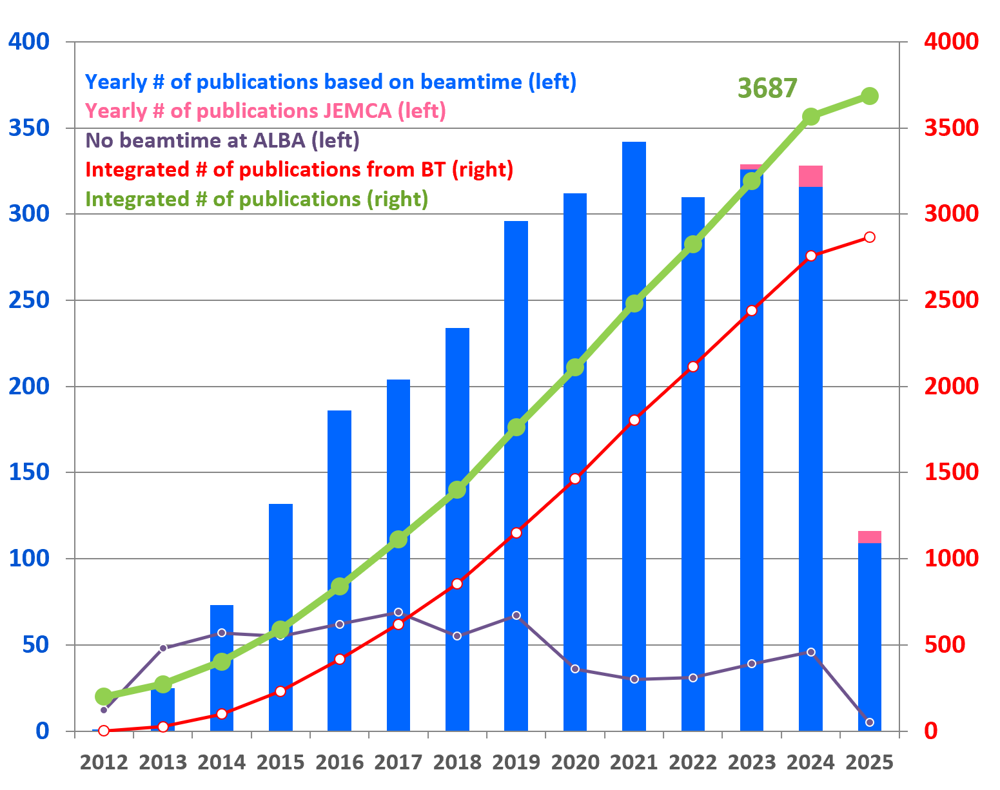 400 4000
Yearly # of publications based on beamtime (left) 3687
Yearly # of publications JEMCA (left)
350 3500
No beamtime at ALBA (left)
Integrated # of publications from BT (right)
Integrated # of publications (right)
300 3000
250 2500
200 2000
150 1500
100 1000
50 500
0 0
2012 2013 2014 2015 2016 2017 2018 2019 2020 2021 2022 2023 2024 2025